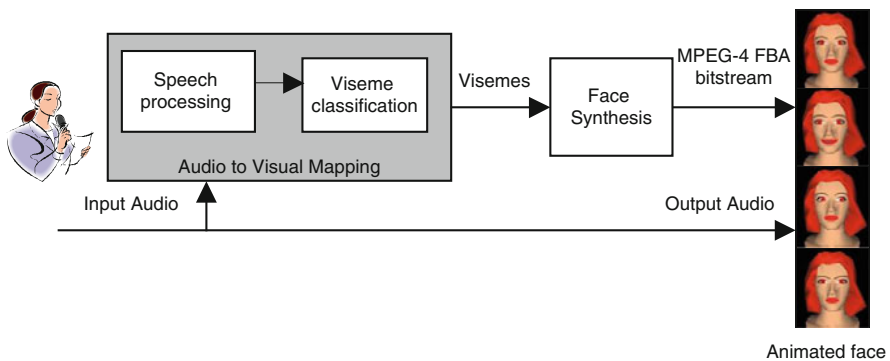 MPEG-4 FBA
bitstream
Speech
processing
Viseme
classification
Visemes
Face
Synthesis
Audio to Visual Mapping
Input Audio
Output Audio
Animated face